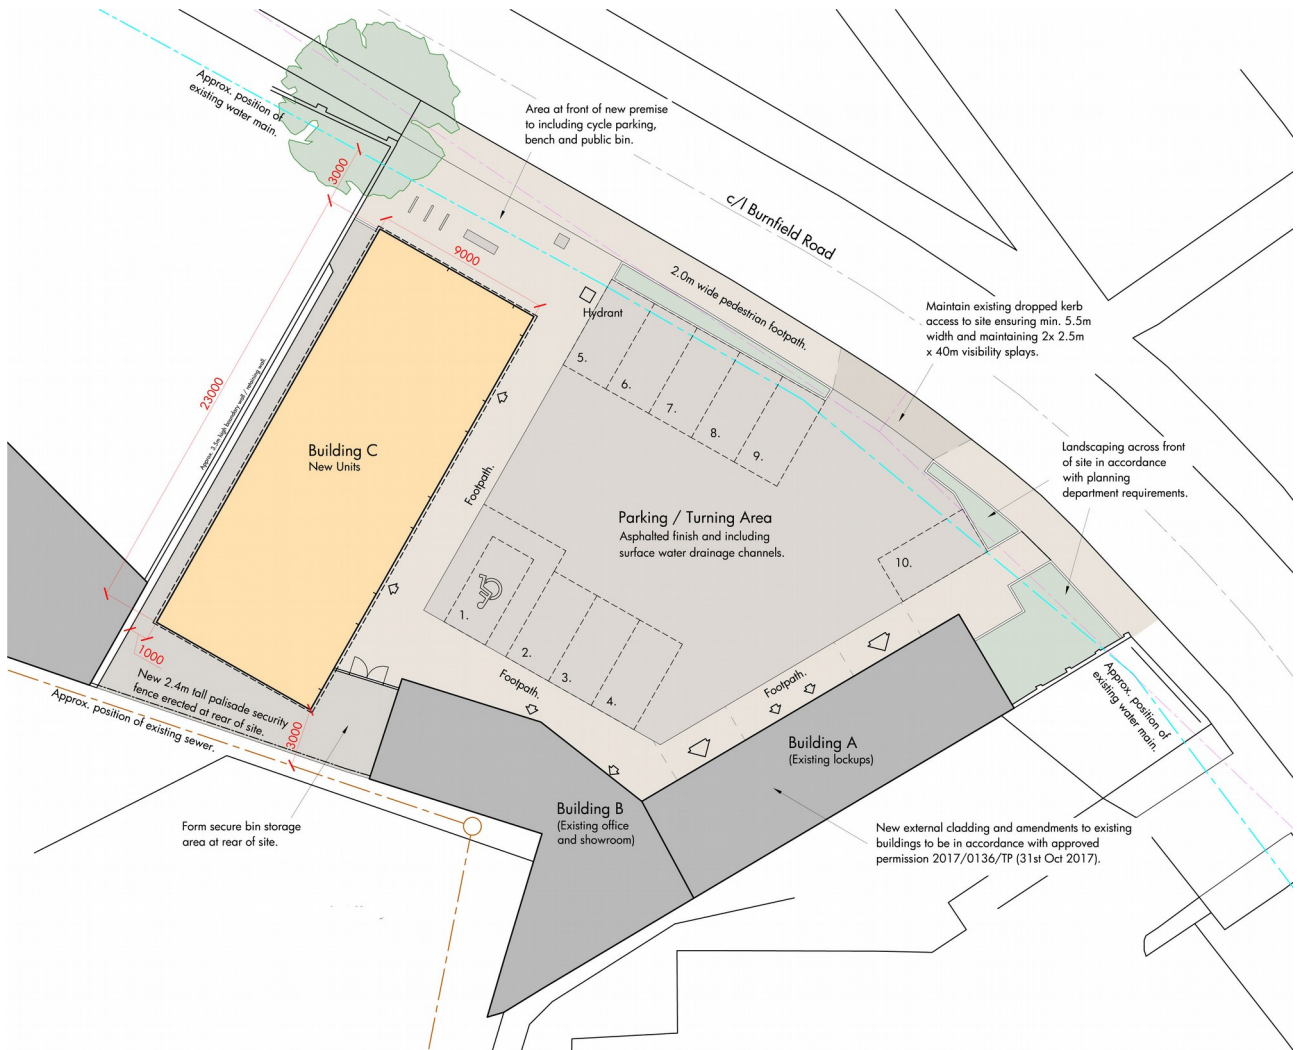 Approx. position of
existing water main.
Area at front of new premise
to including cycle parking,
bench and public bin.
3000
c/l Burnfield Road
9000
2.0m wide pedestrian footpath.
Hydrant
Maintain existing dropped kerb
access to site ensuring min. 5.5m
width and maintaining 2x 2.5m
x 40m visibility splays.
5.
6.
7.
8.
9.
23000
Approx. 3.5m high boundary wall / retaining wall.
Building C
New Units
Footpath.
Landscaping across front
of site in accordance
with planning
department requirements.
Parking / Turning Area
Asphalted finish and including
surface water drainage channels.
10.
1.
2.
3.
4.
1000
New 2.4m tall palisade security
fence erected at rear of site.
Approx. position of existing sewer.
3000
Footpath.
Footpath.
Approx. position of
existing water main.
Building A
(Existing lockups)
Building B
(Existing office
and showroom)
Form secure bin storage
area at rear of site.
New external cladding and amendments to existing
buildings to be in accordance with approved
permission 2017/0136/TP (31st Oct 2017).